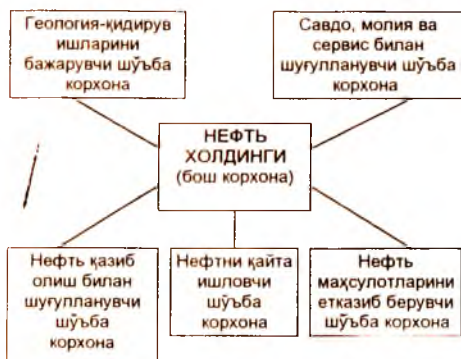 Геология-қидирув
ишларини
бажарувчи шўъба
корхона
Савдо, молия ва
сервис билан
шуғулланувчи шўъба
корхона
НЕФТЬ
ХОЛДИНГИ
(бош корхона)
Нефть қазиб
олиш билан
шуғулланувчи
шўъба
корхона
Нефтни қайта
ишловчи
шўъба
корхона
Нефть
маҳсулотларини
етказиб берувчи
шўъба корхона